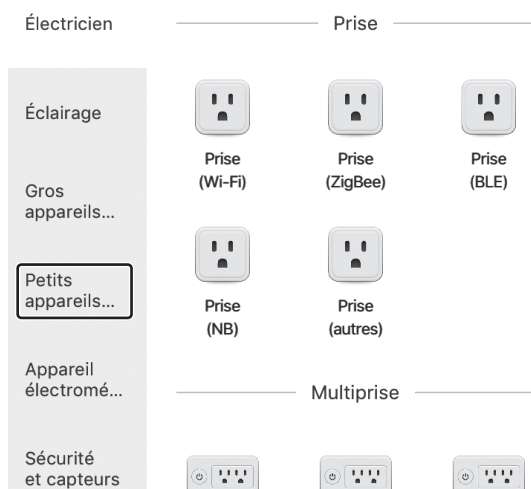 Électricien
Éclairage
Gros
appareils...
Petits
appareils...
Appareil
électromé...
Sécurité
et capteurs
Prise
Prise
(Wi-Fi)
Prise
(ZigBee)
Prise
(BLE)
Prise
(NB)
Prise
(autres)
Multiprise